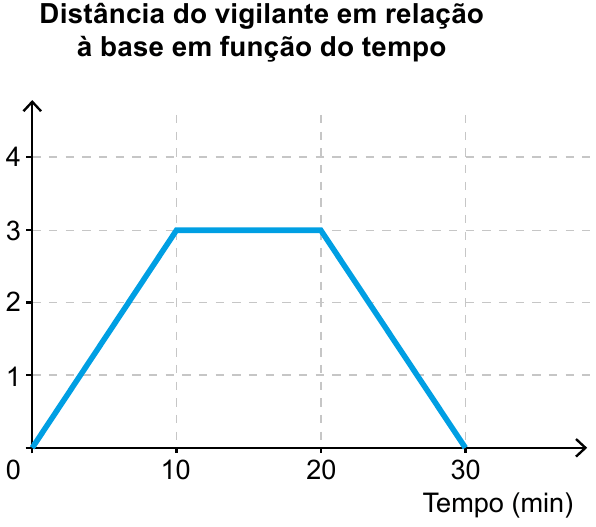 Distância do vigilante em relação
à base em função do tempo
4
3
2
1
0
10
20
30
Tempo (min)